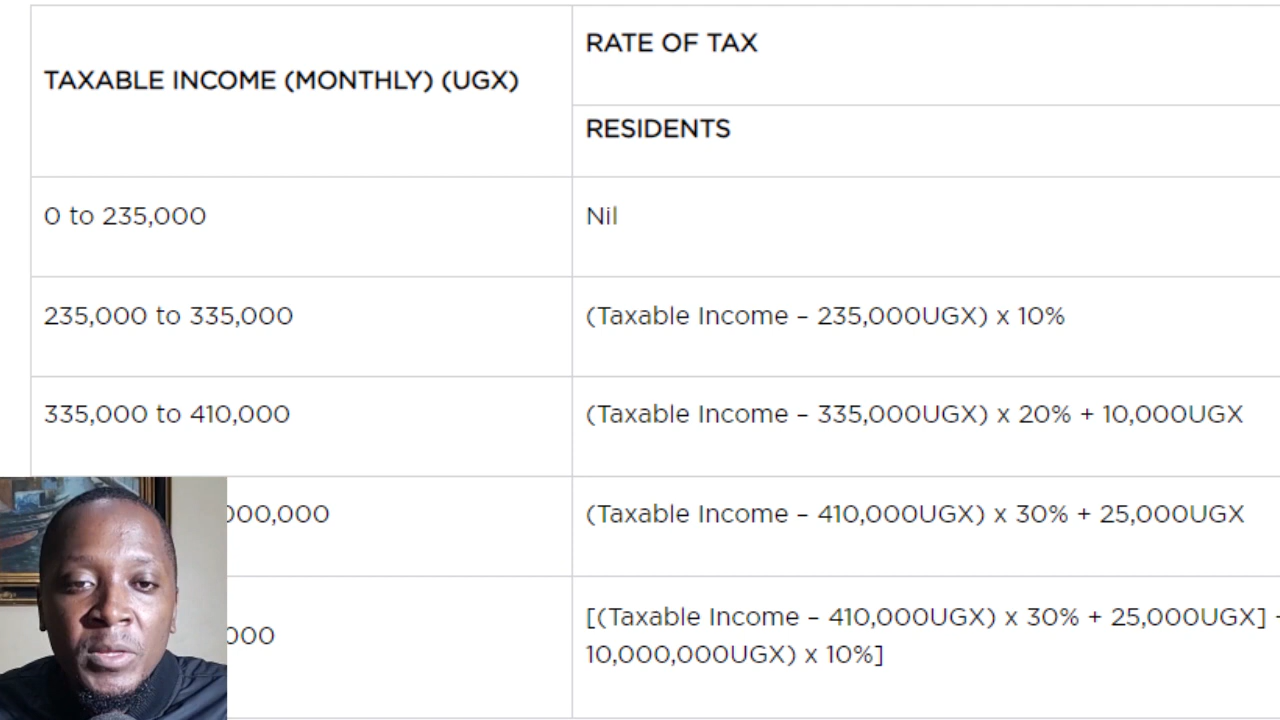 TAXABLE INCOME (MONTHLY) (UGX)
RATE OF TAX
RESIDENTS
0 to 235,000
Nil
235,000 to 335,000
(Taxable Income – 235,000UGX) x 10%
335,000 to 410,000
(Taxable Income – 335,000UGX) x 20% + 10,000UGX
000,000
(Taxable Income – 410,000UGX) x 30% + 25,000UGX
000
[(Taxable Income – 410,000UGX) x 30% + 25,000UGX]
10,000,000UGX) x 10%]